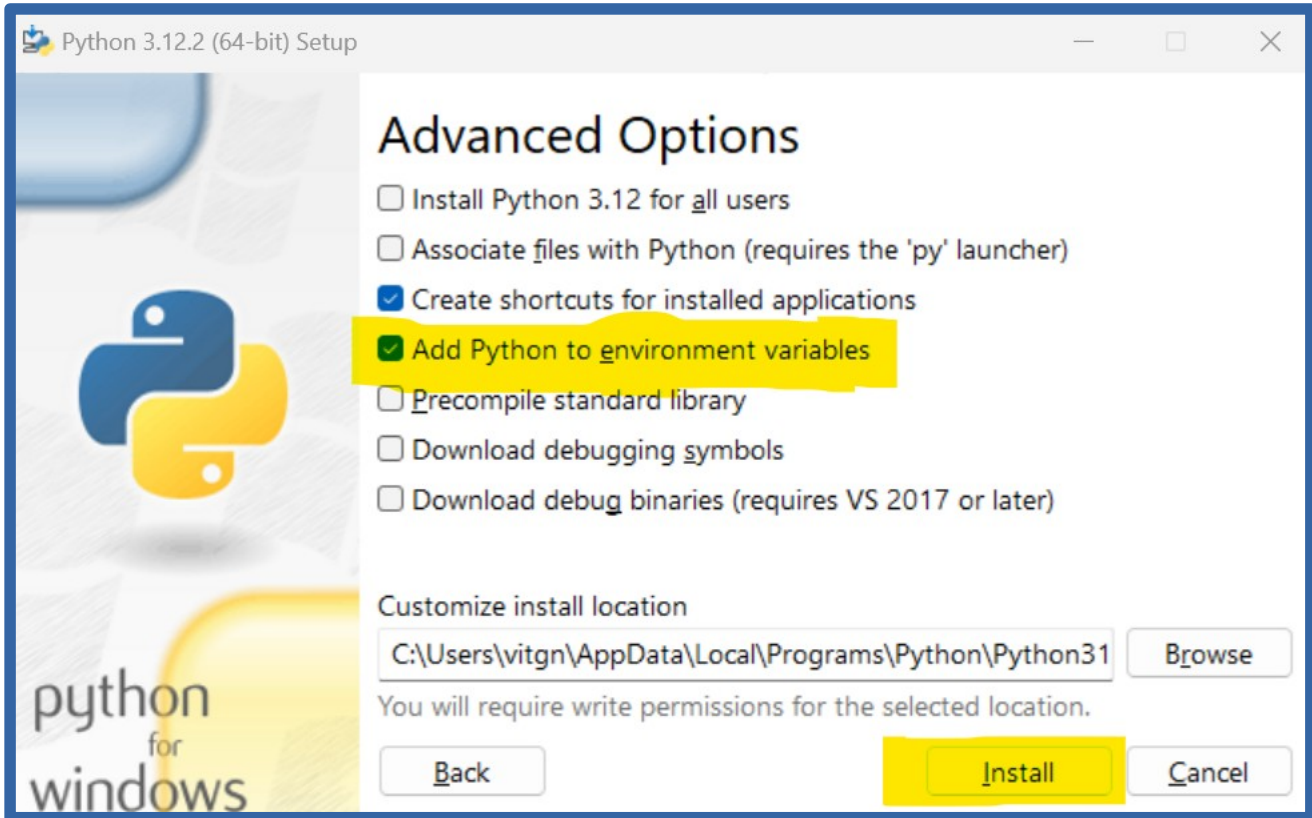 Python 3.12.2 (64-bit) Setup
Advanced Options
Install Python 3.12 for all users
Associate files with Python (requires the 'py' launcher)
Create shortcuts for installed applications
Add Python to environment variables
Precompile standard library
Download debugging symbols
Download debug binaries (requires VS 2017 or later)
Customize install location
C:\Users\vitgn\AppData\Local\Programs\Python\Python31
Browse
You will require write permissions for the selected location.
python
for
windows
Back
Install
Cancel